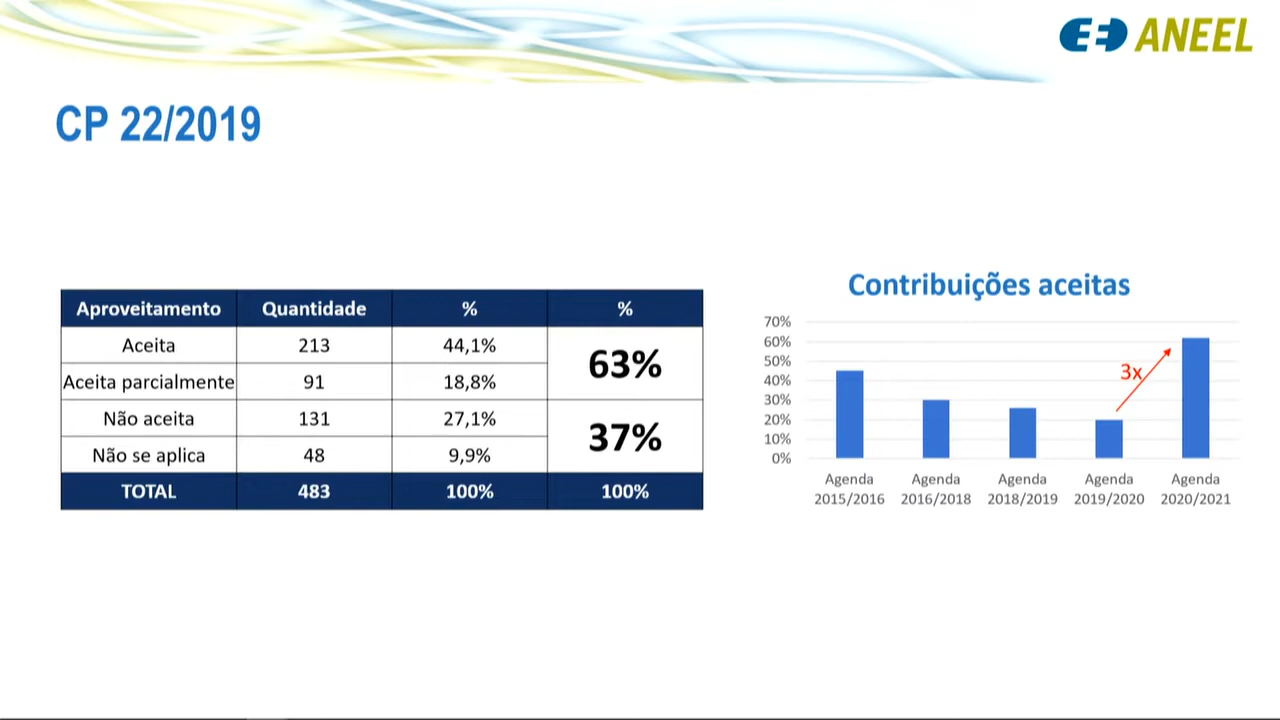 ANEEL
CP 22/2019
Aproveitamento Quantidade % %
Aceita 213 44,1% 63%
Aceita parcialmente 91 18,8%
Não aceita 131 27,1% 37%
Não se aplica 48 9,9%
TOTAL 483 100% 100%
Contribuições aceitas
70%
60%
50%
40%
30%
20%
10%
0%
3x
Agenda 2015/2016
Agenda 2016/2018
Agenda 2018/2019
Agenda 2019/2020
Agenda 2020/2021